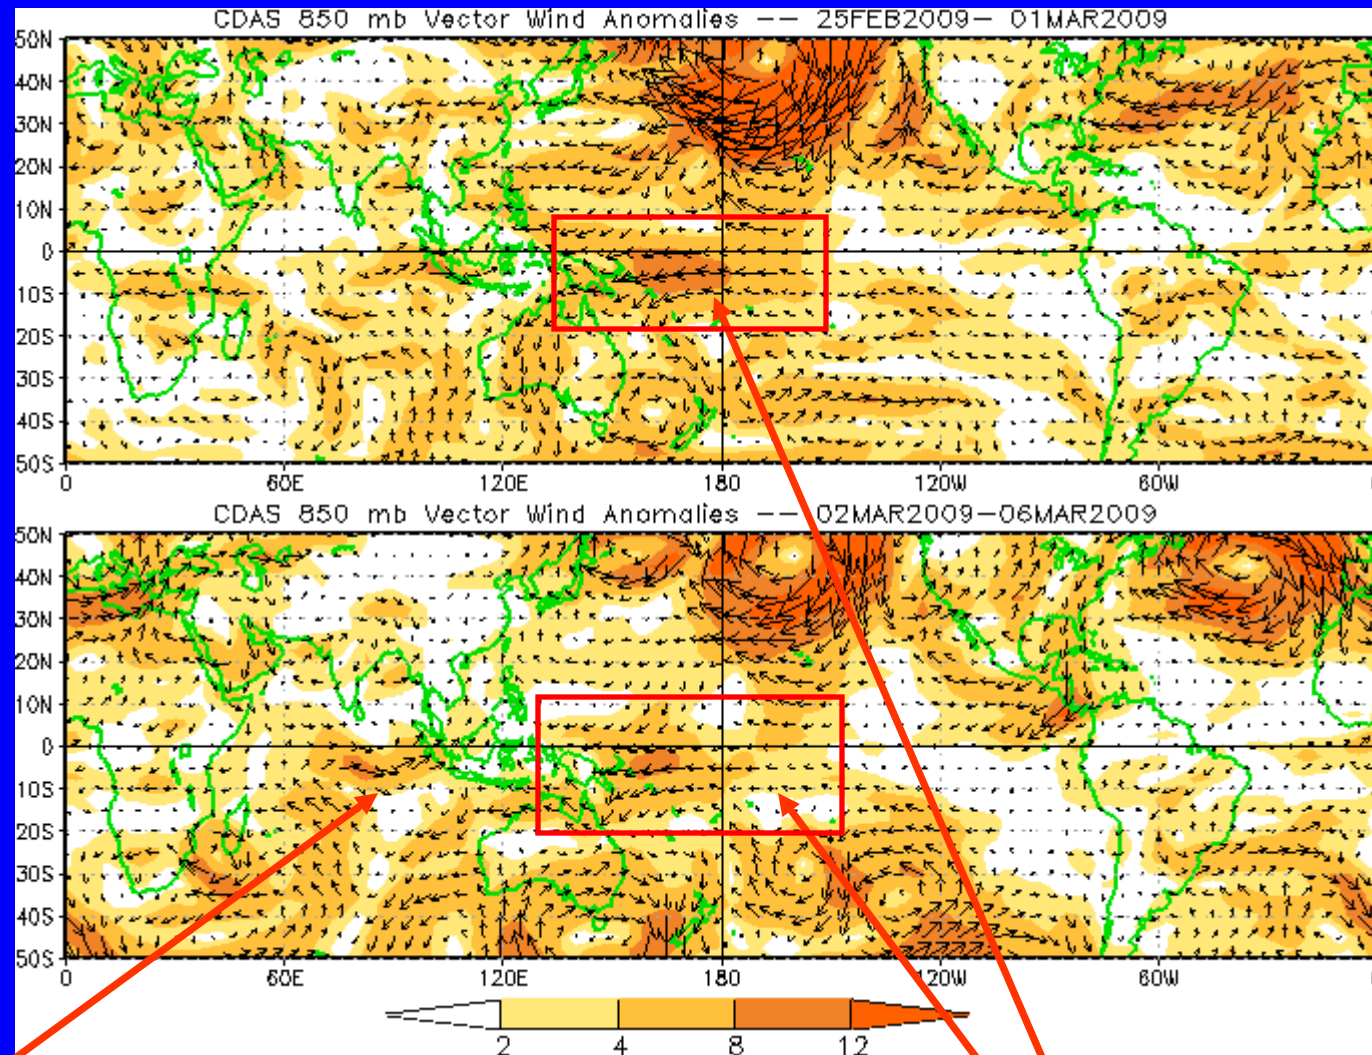 CDAS 850 mb Vector Wind Anomalies -- 25FEB2009- 01MAR2009
50N
40N
30N
20N
10N
0
10S
20S
30S
40S
50S
0 60E 120E 180 120W 60W
CDAS 850 mb Vector Wind Anomalies -- 02MAR2009-06MAR2009
50N
40N
30N
20N
10N
0
10S
20S
30S
40S
50S
0 60E 120E 180 120W 60W
2 4 8 12